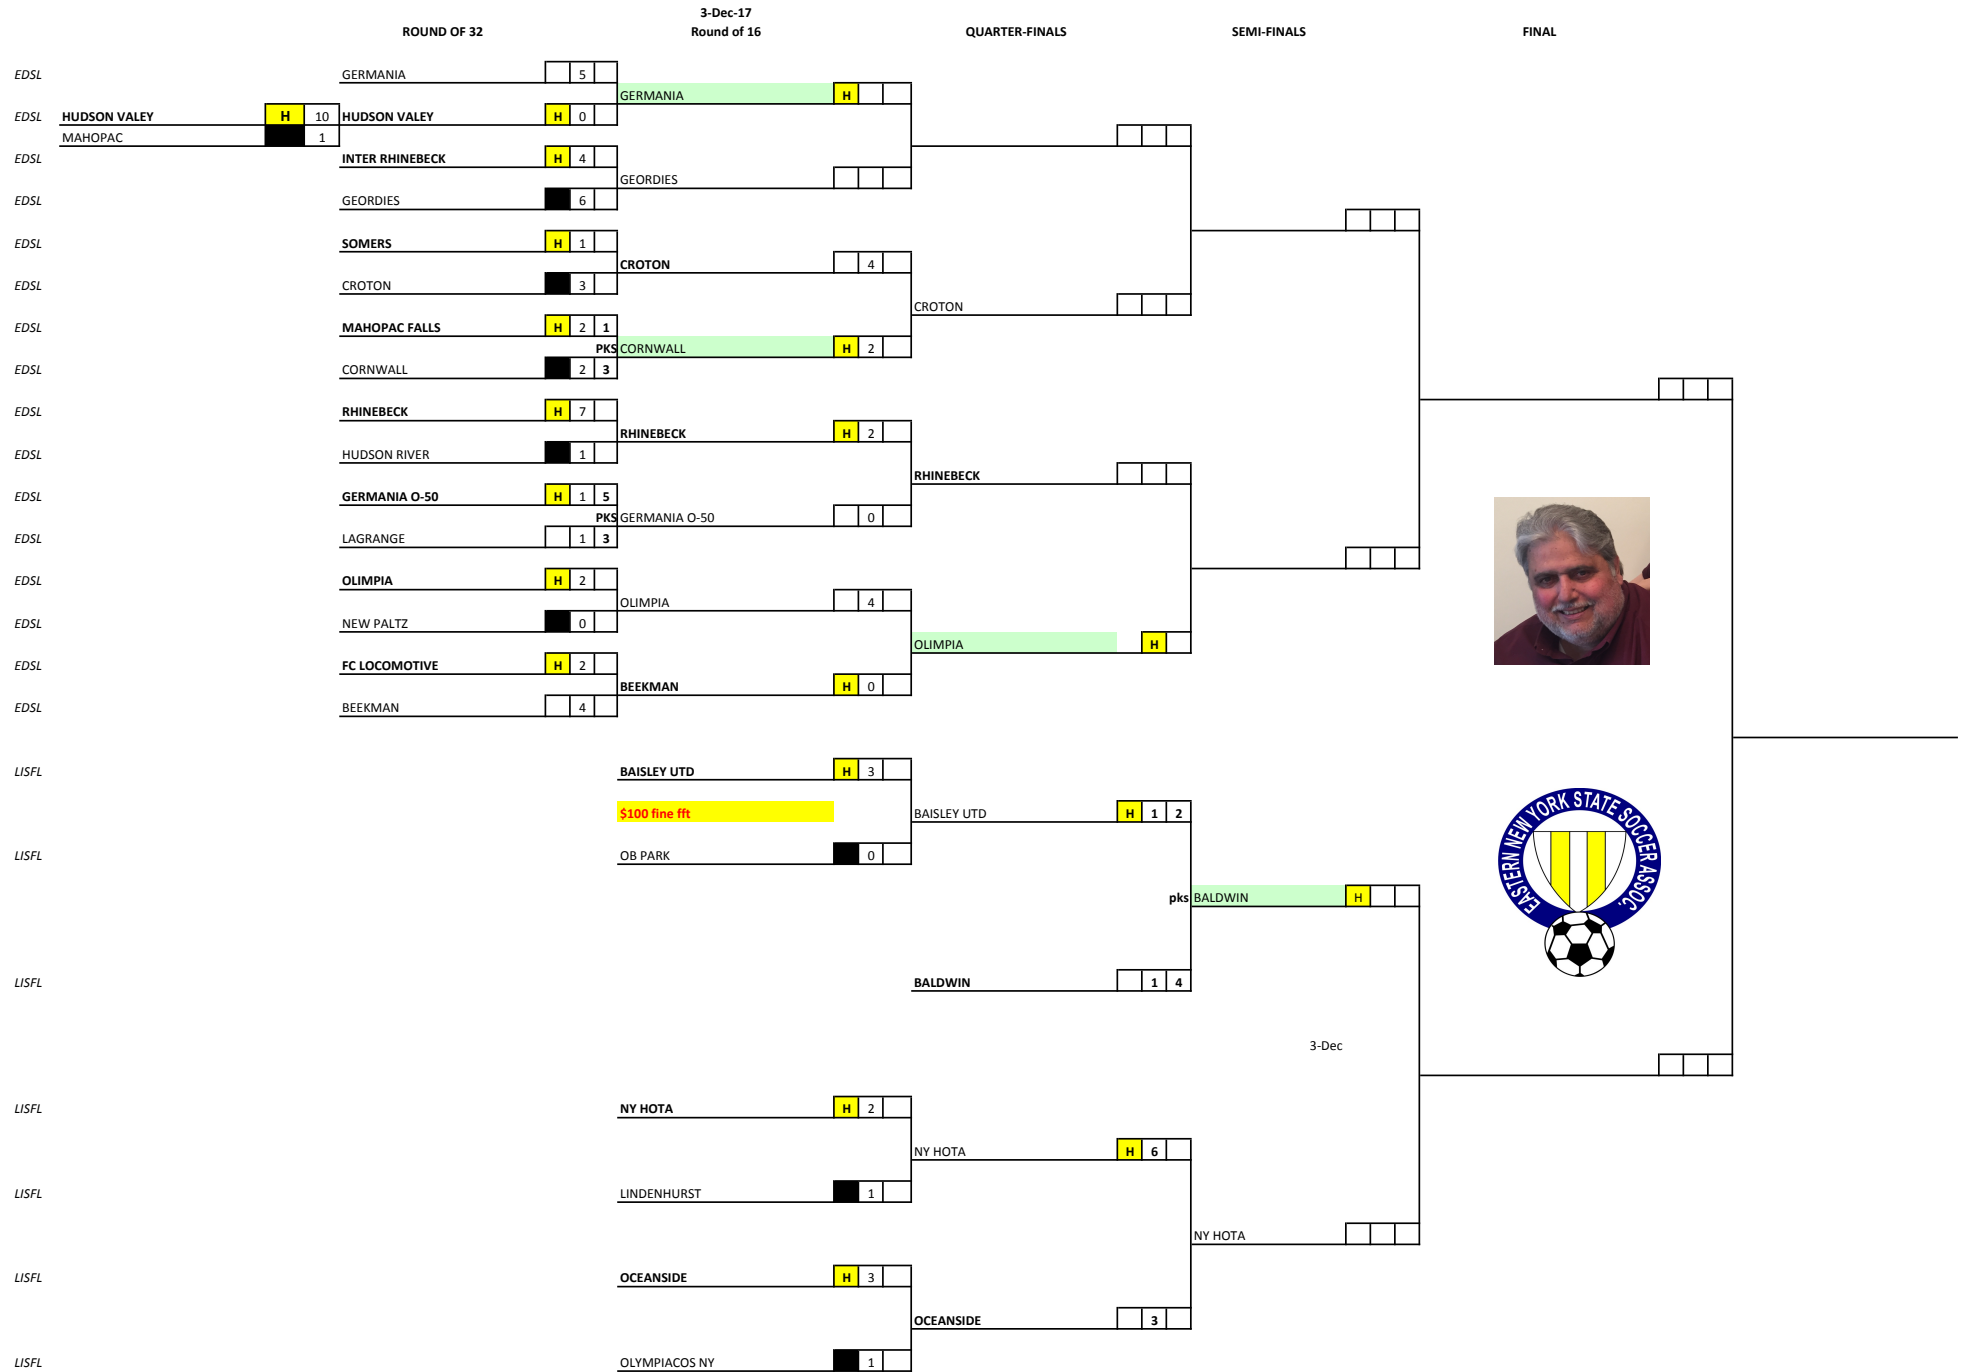 3-Dec-17
ROUND OF 32 Round of 16 QUARTER-FINALS SEMI-FINALS FINAL
EDSL GERMANIA 5
GERMANIA H
EDSL HUDSON VALEY H 10 HUDSON VALEY H 0
MAHOPAC 1
EDSL INTER RHINEBECK H 4
GEORDIES
EDSL GEORDIES 6
EDSL SOMERS H 1
CROTON 4
EDSL CROTON 3
CROTON
EDSL MAHOPAC FALLS H 2 1
PKS CORNWALL H 2
EDSL CORNWALL 2 3
EDSL RHINEBECK H 7
RHINEBECK H 2
EDSL HUDSON RIVER 1
RHINEBECK
EDSL GERMANIA O-50 H 1 5
PKS GERMANIA O-50 0
EDSL LAGRANGE 1 3
EDSL OLIMPIA H 2
OLIMPIA 4
EDSL NEW PALTZ 0
OLIMPIA H
EDSL FC LOCOMOTIVE H 2
BEEKMAN H 0
EDSL BEEKMAN 4
LISFL BAISLEY UTD H 3
$100 fine fft BAISLEY UTD H 1 2
LISFL OB PARK 0
EASTERN NEW YORK STATE SOCCER ASSOC.
pks BALDWIN H
LISFL BALDWIN 1 4
3-Dec
LISFL NY HOTA H 2
NY HOTA H 6
LISFL LINDENHURST 1
NY HOTA
LISFL OCEANSIDE H 3
OCEANSIDE 3
LISFL OLYMPIACOS NY 1